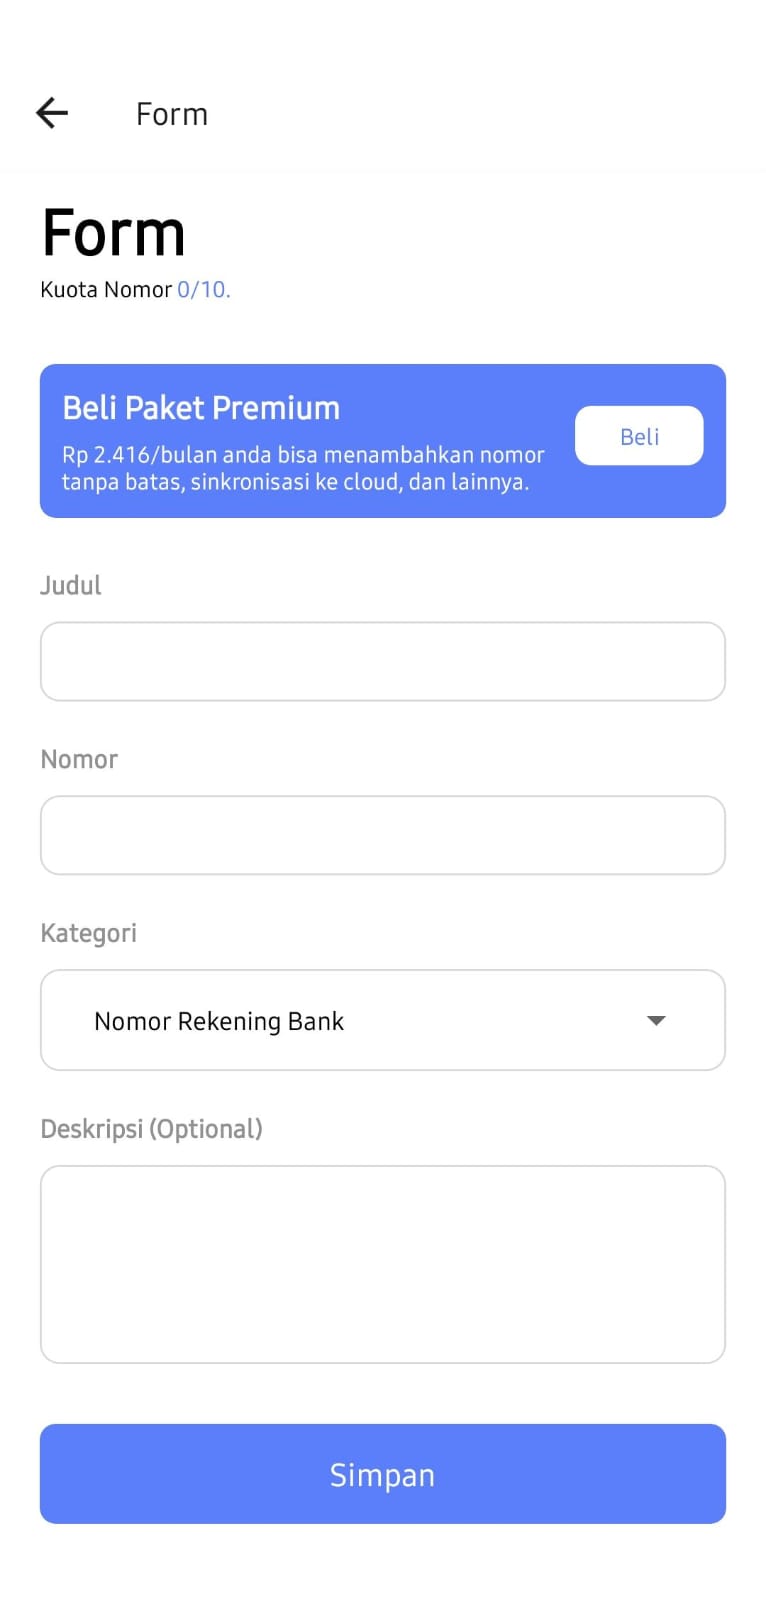 Form
Form
Kuota Nomor 0/10.
Beli Paket Premium
Rp 2.416/bulan anda bisa menambahkan nomor
tanpa batas, sinkronisasi ke cloud, dan lainnya.
Beli
Judul
Nomor
Kategori
Nomor Rekening Bank
Deskripsi (Optional)
Simpan